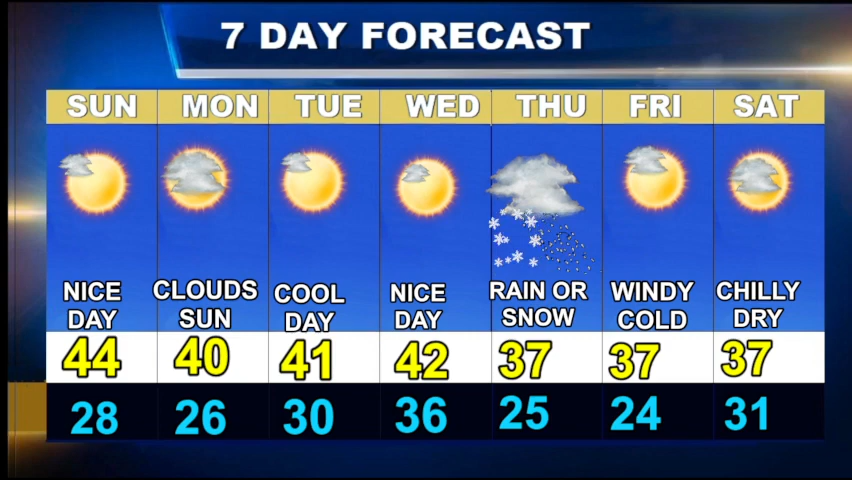 7 DAY FORECAST
SUN MON TUE WED THU FRI SAT
NICE CLOUDS COOL NICE RAIN OR WINDY CHILLY
DAY SUN DAY DAY SNOW COLD DRY
44 40 41 42 37 37 37
28 26 30 36 25 24 31